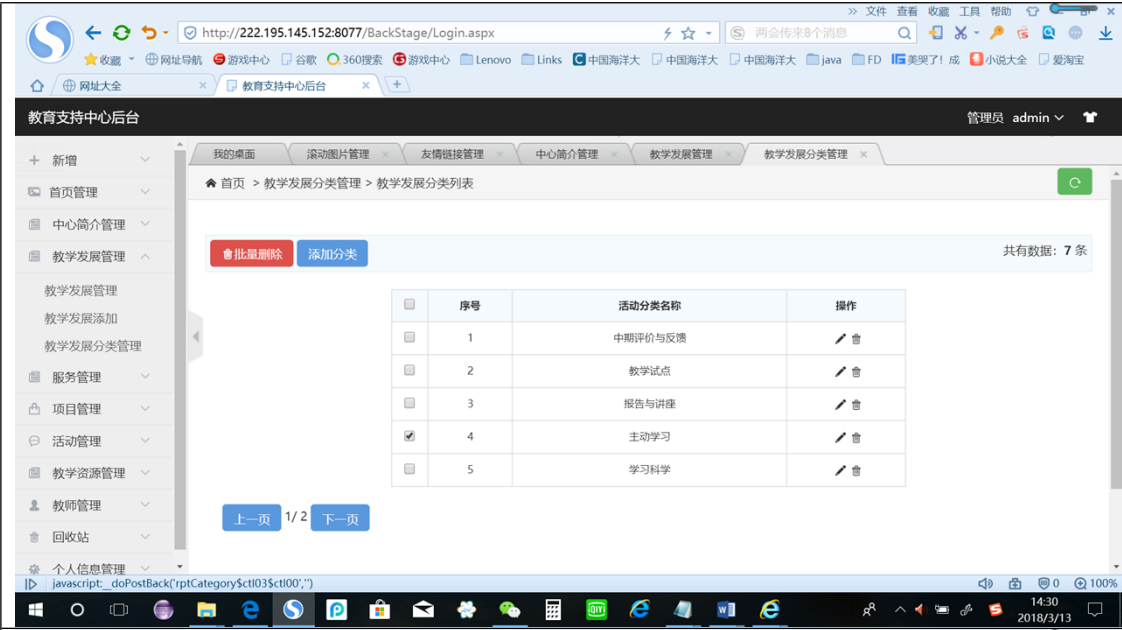 » 文件 查看 收藏 工具 帮助
http://222.195.145.152:8077/BackStage/Login.aspx
两会传来8个消息
收藏 网址导航 游戏中心 谷歌 360搜索 游戏中心 Lenovo Links 中国海洋大 中国海洋大 中国海洋大 java FD 美哭了! 成 小说大全 爱淘宝
网址大全 × 教育支持中心后台 × +
教育支持中心后台
管理员 admin
新增
我的桌面 滚动图片管理 × 友情链接管理 × 中心简介管理 × 教学发展管理 × 教学发展分类管理 ×
首页 > 教学发展分类管理 > 教学发展分类列表
首页管理
中心简介管理
教学发展管理
批量删除 添加分类
共有数据: 7 条
教学发展管理
教学发展添加
教学发展分类管理
服务管理
项目管理
活动管理
教学资源管理
教师管理
回收站
个人信息管理
序号 活动分类名称 操作
1 中期评价与反馈
2 教学试点
3 报告与讲座
4 主动学习
5 学习科学
上一页 1/ 2 下一页
javascript:__doPostBack('rptCategory$ctl03$ctl00','')
0 100%
14:30
2018/3/13